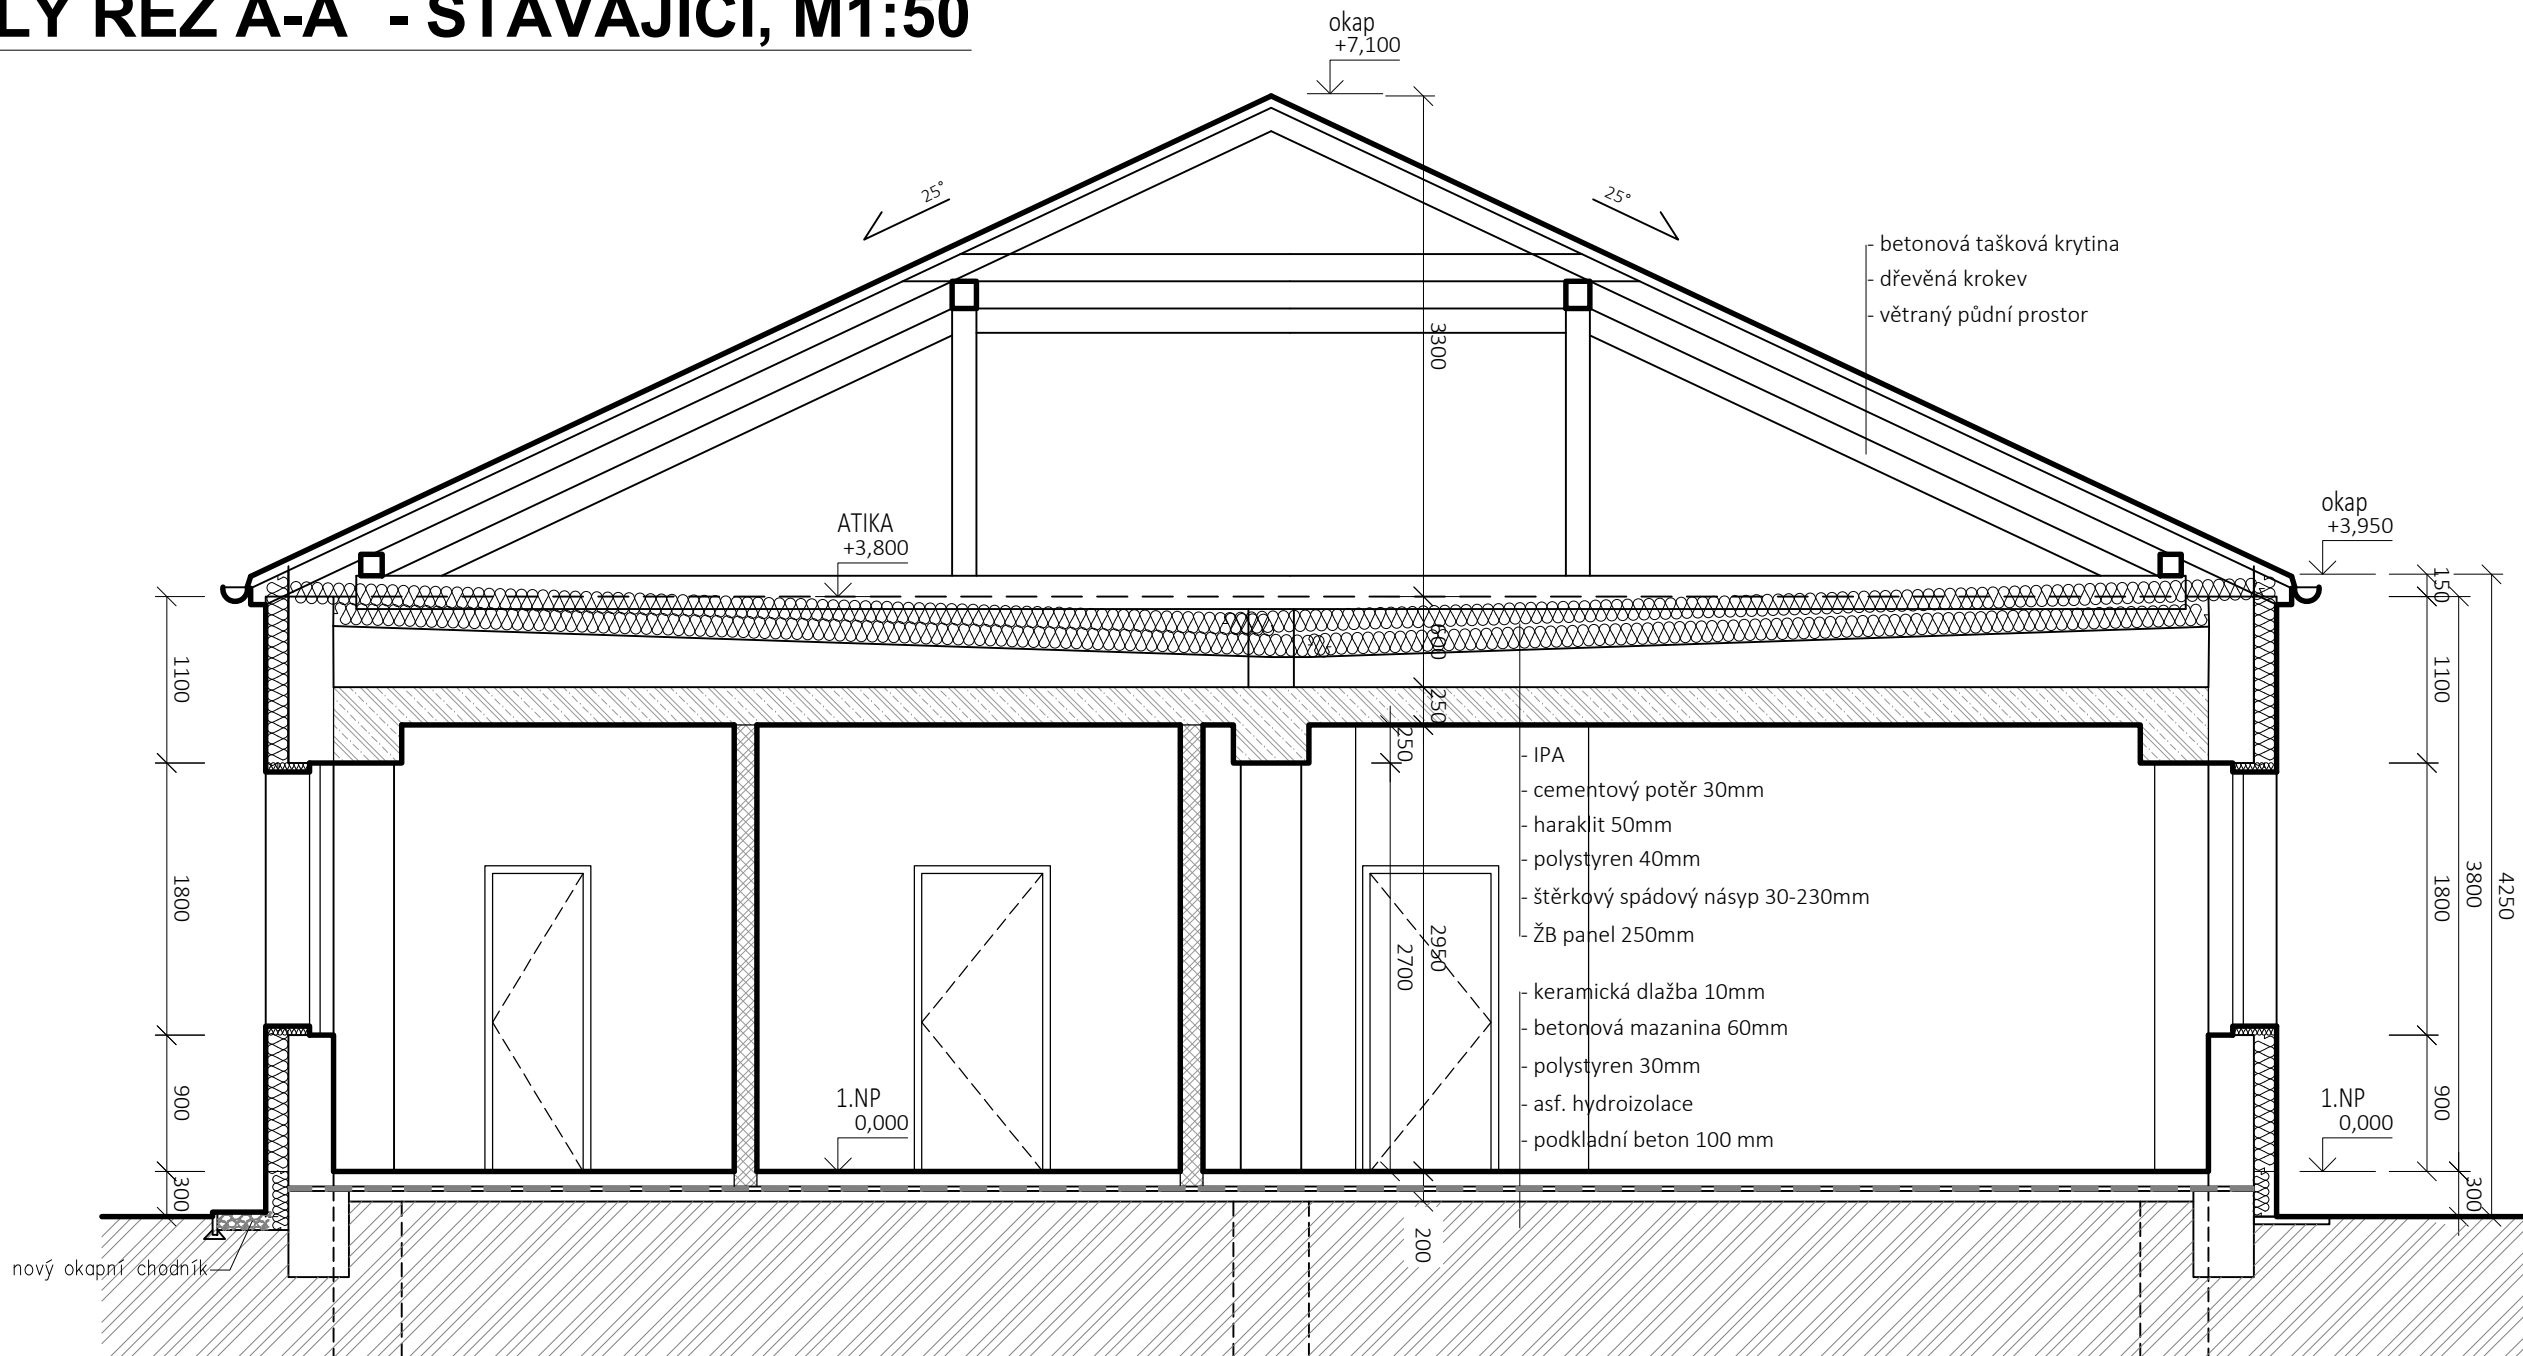 LÝ ŘEZ A-A - STÁVAJÍCÍ, M1:50
okap
+7,100
25°
25°
- betonová tašková krytina
- dřevěná krokev
- větraný půdní prostor
3300
ATIKA
+3,800
okap
+3,950
150
600
1100
1100
250
250
- IPA
- cementový potěr 30mm
- haraklit 50mm
- polystyren 40mm
- štěrkový spádový násyp 30-230mm
- ŽB panel 250mm
1800
1800
3800
4250
2950
2700
- keramická dlažba 10mm
- betonová mazanina 60mm
- polystyren 30mm
- asf. hydroizolace
- podkladní beton 100 mm
900
900
1.NP
0,000
1.NP
0,000
300
300
200
nový okapní chodník